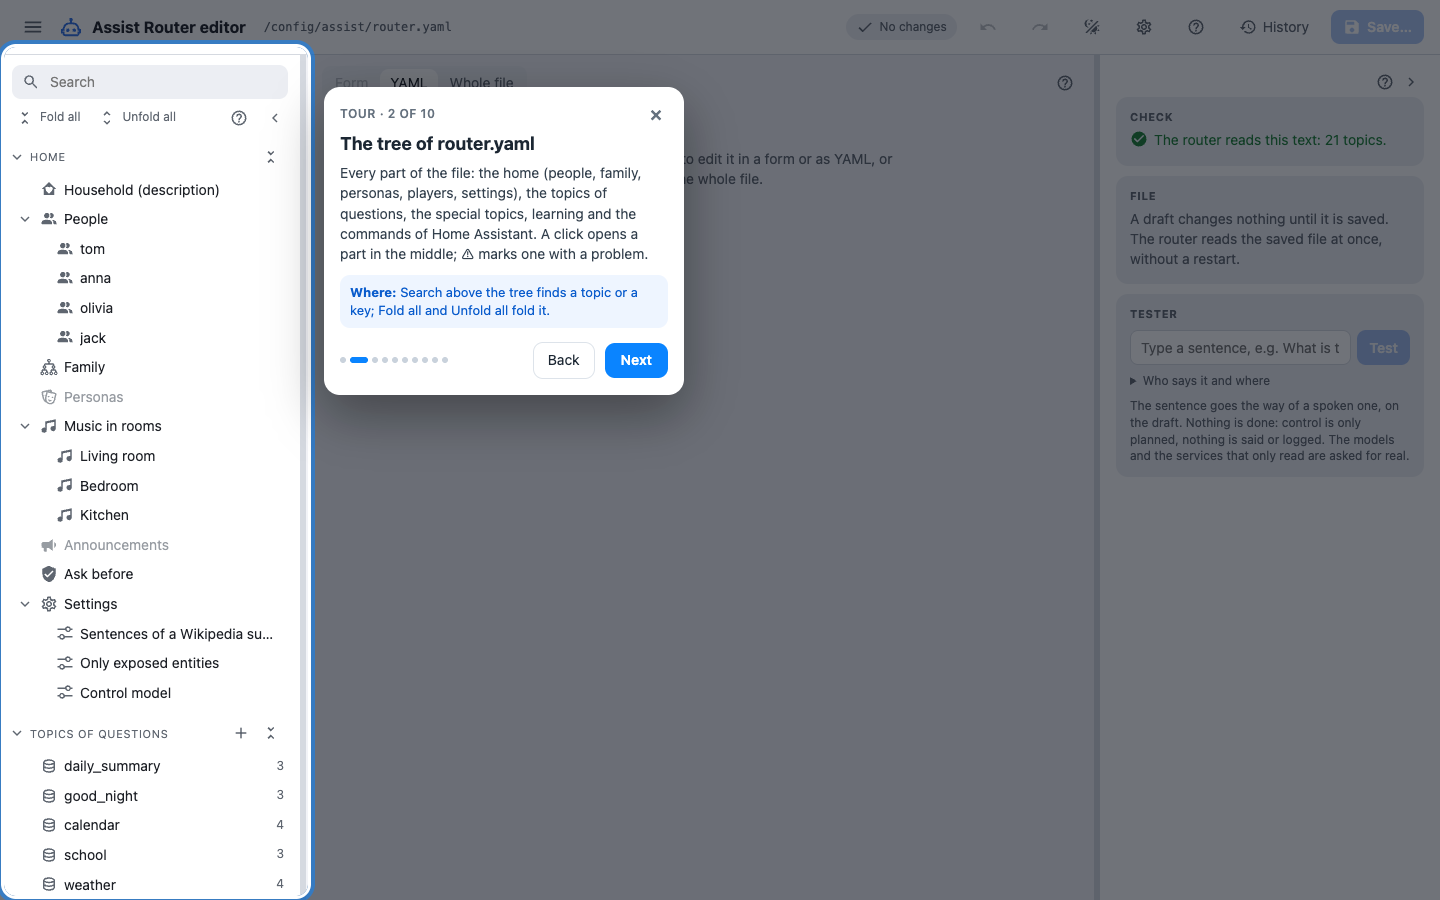 Assist Router editor
/config/assist/router.yaml
No changes
History
Save...
Search
Fold all
Unfold all
HOME
Household (description)
People
tom
anna
olivia
jack
Family
Personas
Music in rooms
Living room
Bedroom
Kitchen
Announcements
Ask before
Settings
Sentences of a Wikipedia su...
Only exposed entities
Control model
TOPICS OF QUESTIONS
daily_summary 3
good_night 3
calendar 4
school 3
weather 4
Form YAML Whole file
to edit it in a form or as YAML, or
whole file.
TOUR · 2 OF 10
The tree of router.yaml
Every part of the file: the home (people, family,
personas, players, settings), the topics of
questions, the special topics, learning and the
commands of Home Assistant. A click opens a
part in the middle; ⚠ marks one with a problem.
Where: Search above the tree finds a topic or a
key; Fold all and Unfold all fold it.
Back
Next
CHECK
The router reads this text: 21 topics.
FILE
A draft changes nothing until it is saved.
The router reads the saved file at once,
without a restart.
TESTER
Type a sentence, e.g. What is t
Test
Who says it and where
The sentence goes the way of a spoken one, on
the draft. Nothing is done: control is only
planned, nothing is said or logged. The models
and the services that only read are asked for real.